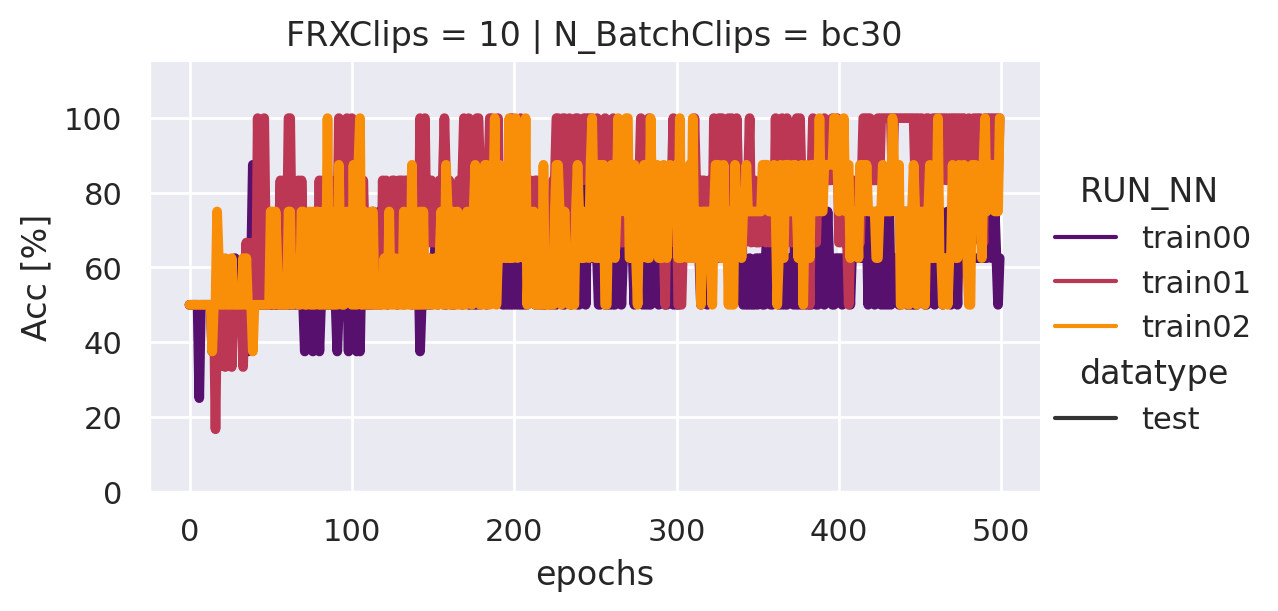 FRXClips = 10 | N_BatchClips = bc30
Acc [%]
100
80
60
40
20
0
0 100 200 300 400 500
epochs
RUN_NN
train00
train01
train02
datatype
test